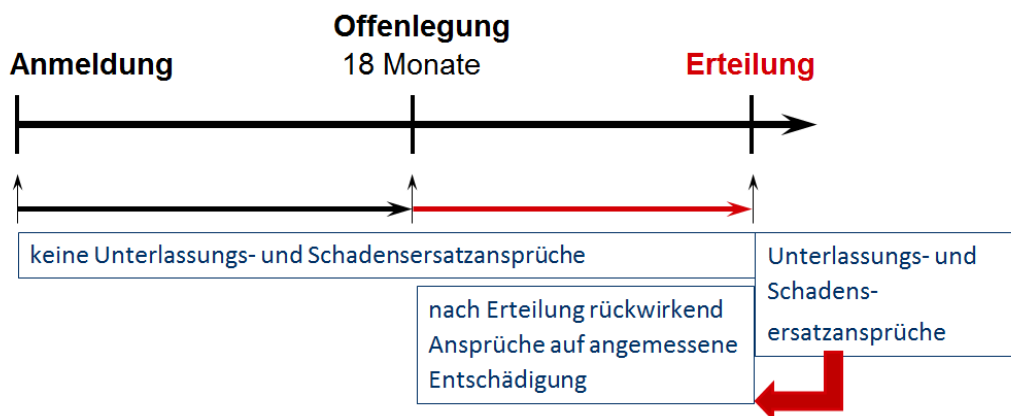 Anmeldung
Offenlegung
18 Monate
Erteilung
keine Unterlassungs- und Schadensersatzansprüche
nach Erteilung rückwirkend
Ansprüche auf angemessene
Entschädigung
Unterlassungs- und
Schadens-
ersatzansprüche